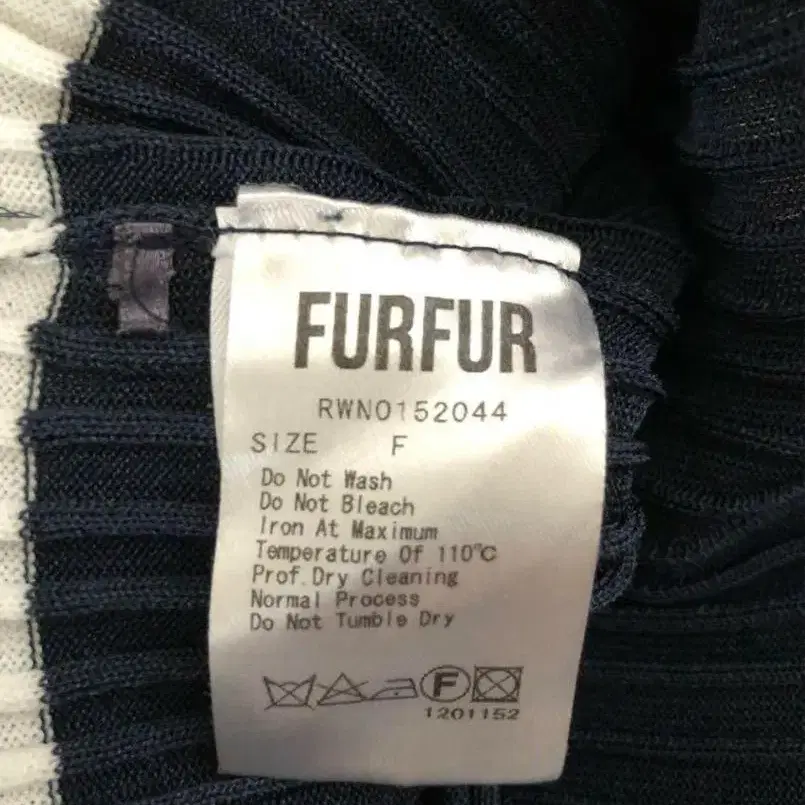 FURFUR
RWNO152044
SIZE F
Do Not Wash
Do Not Bleach
Iron At Maximum
Temperature Of 110℃
Prof.Dry Cleaning
Normal Process
Do Not Tumble Dry
F
1201152